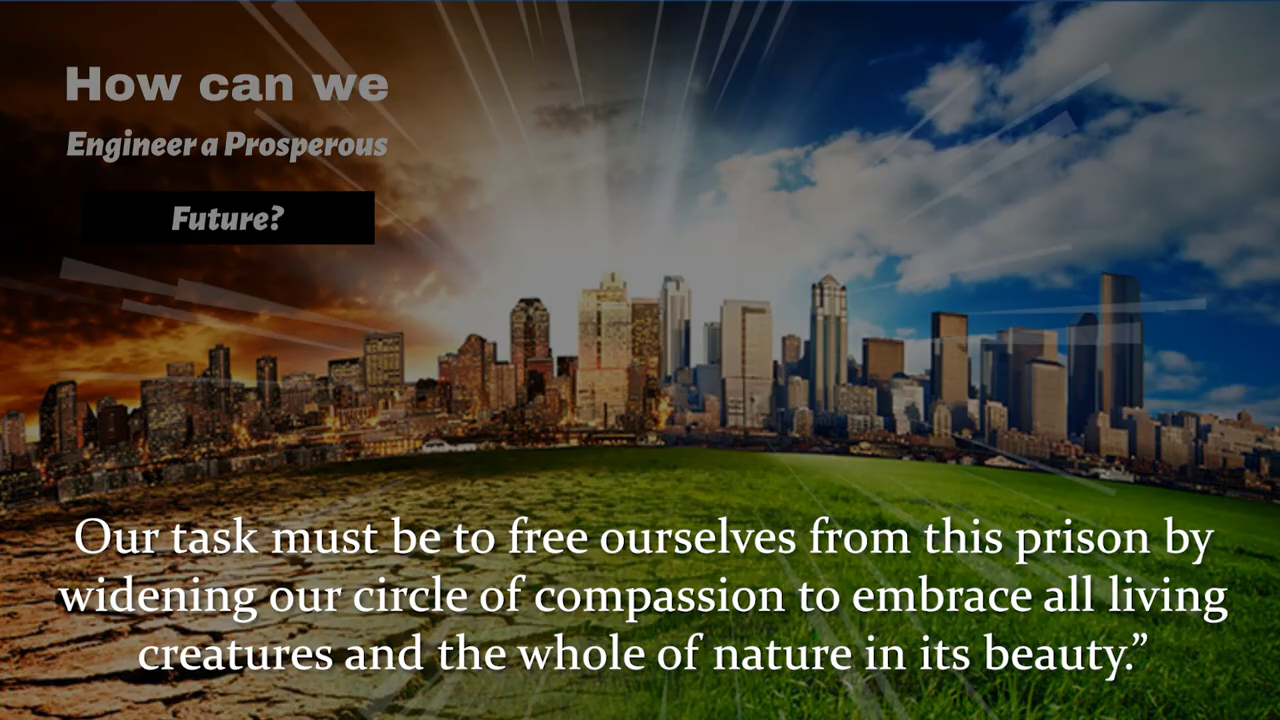 How can we
Engineer a Prosperous
Future?
Our task must be to free ourselves from this prison by
widening our circle of compassion to embrace all living
creatures and the whole of nature in its beauty.”